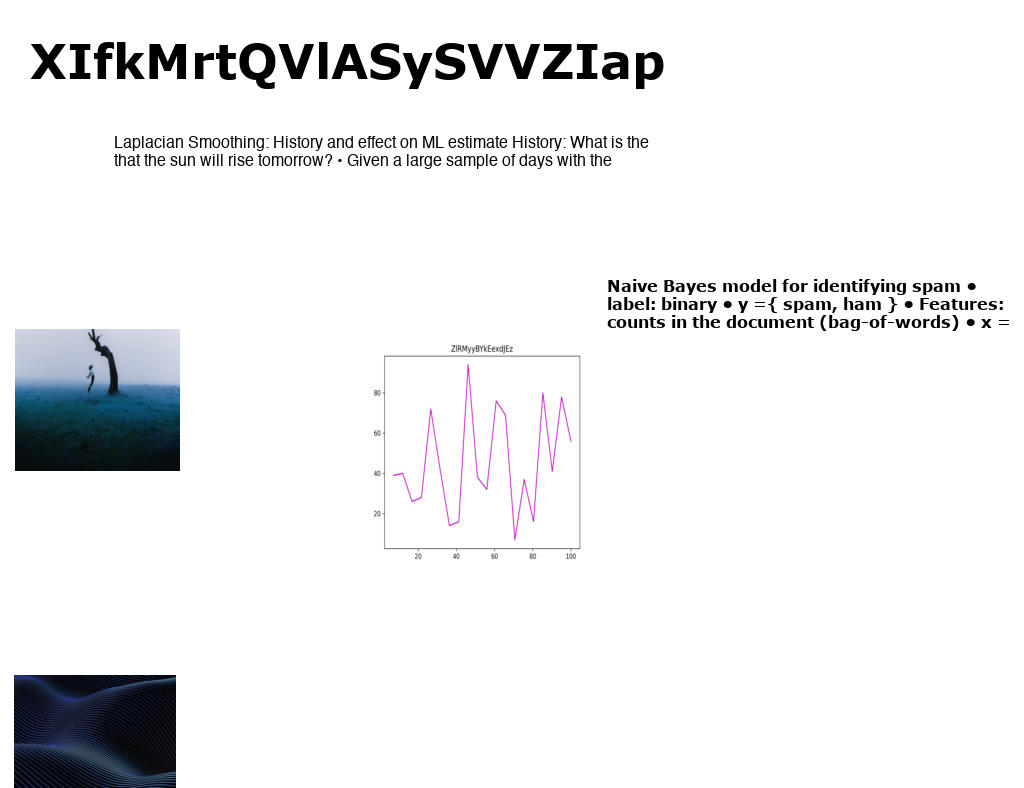 XIfkMrtQVlASySVVZIap
Laplacian Smoothing: History and effect on ML estimate History: What is the
that the sun will rise tomorrow? • Given a large sample of days with the
Naive Bayes model for identifying spam •
label: binary • y ={ spam, ham } • Features:
counts in the document (bag-of-words) • x =
ZIRMyyBYkEexdJEz
80
60
40
20
20 40 60 80 100